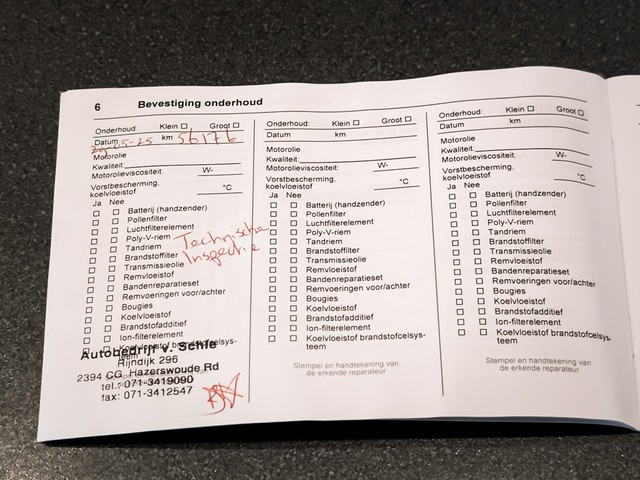 6 Bevestiging onderhoud
Onderhoud: Klein Groot
Datum km 56176
29-05-25
Motorolie
Kwaliteit:
Motorolieviscositeit: W-
Vorstbescherming,
koelvloeistof °C
Ja Nee
Batterij (handzender)
Pollenfilter
Luchtfilterelement
Poly-V-riem
Tandriem
Brandstoffilter
Transmissieolie
Remvloeistof
Bandenreparatieset
Remvoeringen voor/achter
Bougies
Koelvloeistof
Brandstofadditief
Ion-filterelement
Koelvloeistof brandstofcelsys-
teem
Technische
Inspectie
Autobedrijf v. Schie
Rijndijk 296
2394 CG Hazerswoude Rd
tel.: 071-3419090
fax: 071-3412547
Onderhoud: Klein Groot
Datum km
Motorolie
Kwaliteit:
Motorolieviscositeit: W-
Vorstbescherming,
koelvloeistof °C
Ja Nee
Batterij (handzender)
Pollenfilter
Luchtfilterelement
Poly-V-riem
Tandriem
Brandstoffilter
Transmissieolie
Remvloeistof
Bandenreparatieset
Remvoeringen voor/achter
Bougies
Koelvloeistof
Brandstofadditief
Ion-filterelement
Koelvloeistof brandstofcelsys-
teem
Stempel en handtekening van
de erkende reparateur
Onderhoud: Klein Groot
Datum km
Motorolie
Kwaliteit:
Motorolieviscositeit: W-
Vorstbescherming,
koelvloeistof °C
Ja Nee
Batterij (handzender)
Pollenfilter
Luchtfilterelement
Poly-V-riem
Tandriem
Brandstoffilter
Transmissieolie
Remvloeistof
Bandenreparatieset
Remvoeringen voor/achter
Bougies
Koelvloeistof
Brandstofadditief
Ion-filterelement
Koelvloeistof brandstofcelsys-
teem
Stempel en handtekening van
de erkende reparateur